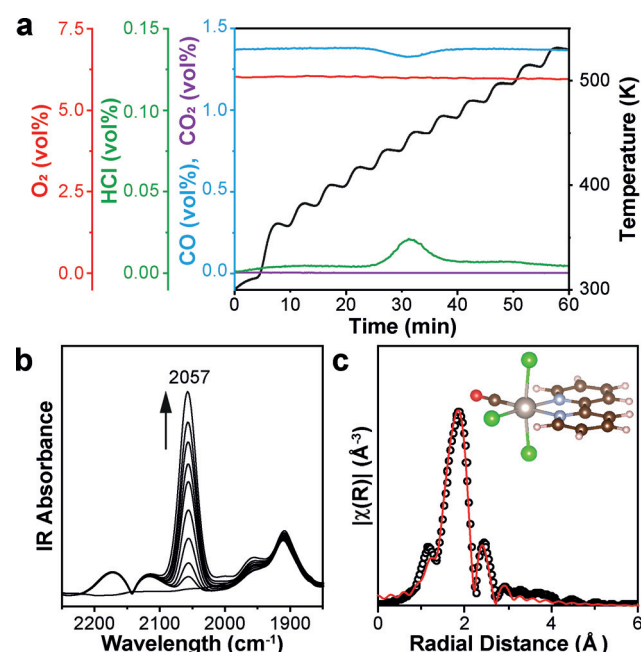 a
7.5
5.0
2.5
0.0
O₂ (vol%)
0.15
0.10
0.05
0.00
HCl (vol%)
1.5
1.0
0.5
0.0
CO (vol%), CO₂ (vol%)
500
400
300
Temperature (K)
0 10 20 30 40 50 60
Time (min)
b
2057
IR Absorbance
2200 2100 2000 1900
Wavelength (cm⁻¹)
c
|χ(R)| (Å⁻³)
0 2 4 6
Radial Distance (Å)